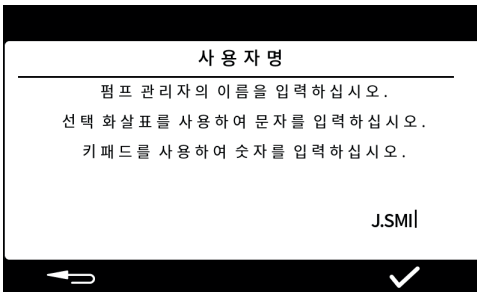 사용자명
펌프 관리자의 이름을 입력하십시오.
선택 화살표를 사용하여 문자를 입력하십시오.
키패드를 사용하여 숫자를 입력하십시오.
J.SMI